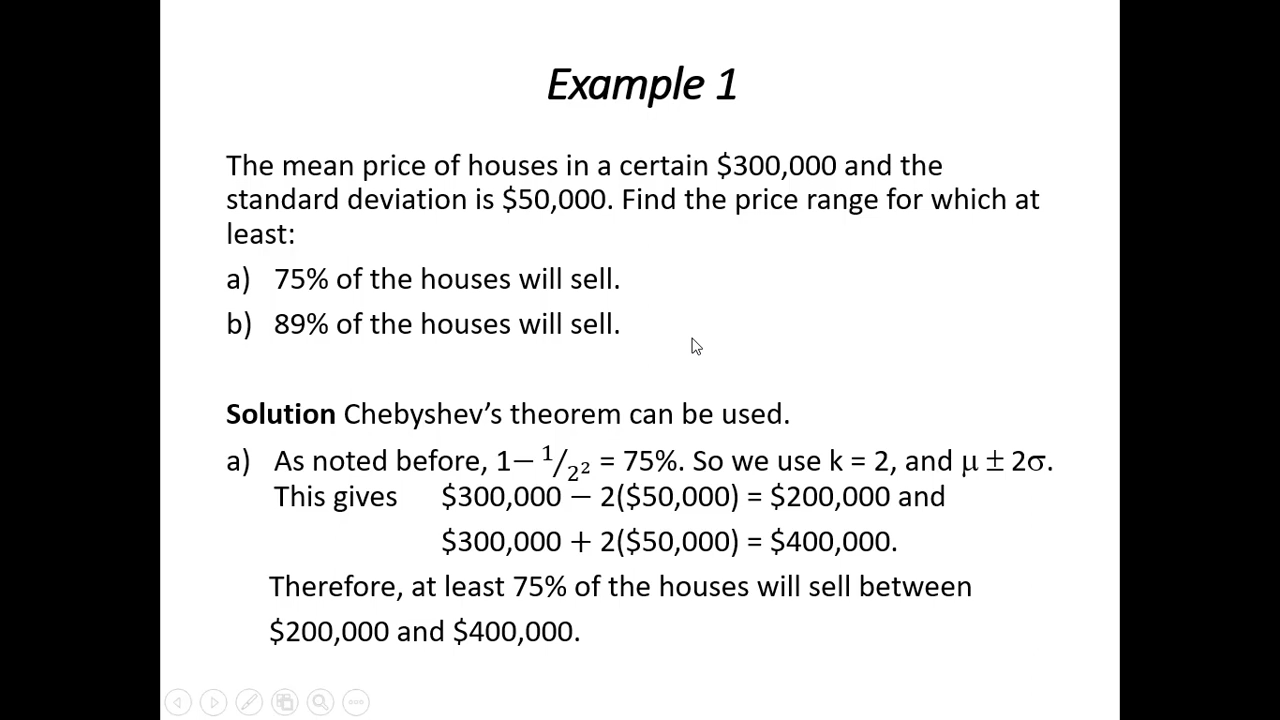 Example 1
The mean price of houses in a certain $300,000 and the
standard deviation is $50,000. Find the price range for which at
least:
a) 75% of the houses will sell.
b) 89% of the houses will sell.
Solution Chebyshev’s theorem can be used.
a) As noted before, 1− 1/2² = 75%. So we use k = 2, and μ ± 2σ.
This gives $300,000 − 2($50,000) = $200,000 and
$300,000 + 2($50,000) = $400,000.
Therefore, at least 75% of the houses will sell between
$200,000 and $400,000.